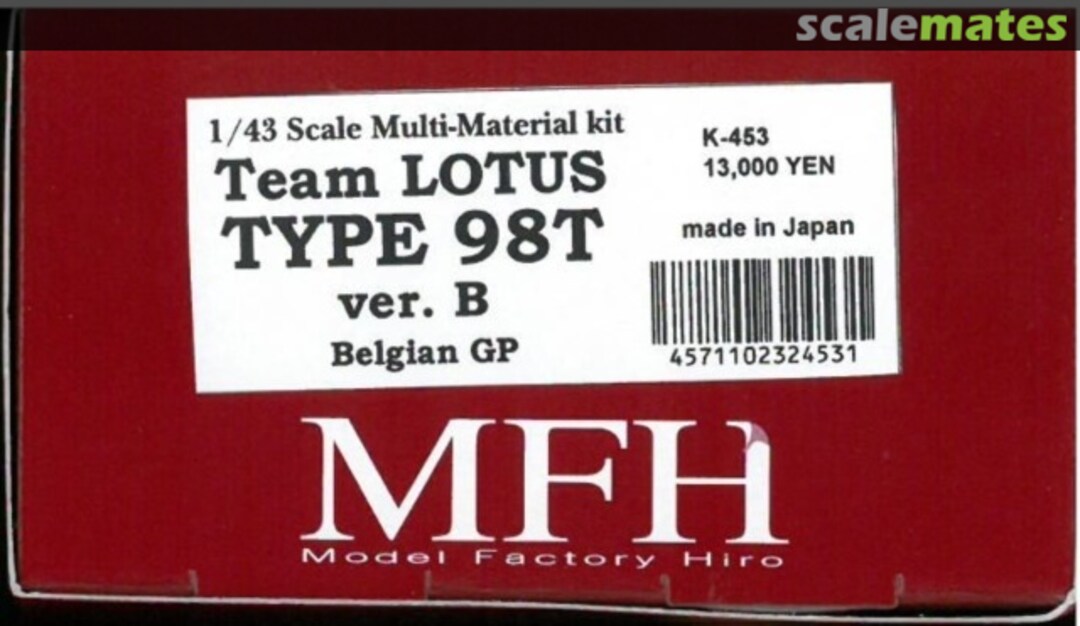 scalemates
1/43 Scale Multi-Material kit
Team LOTUS
TYPE 98T
ver. B
Belgian GP
K-453
13,000 YEN
made in Japan
4571102324531
MFH
Model Factory Hiro